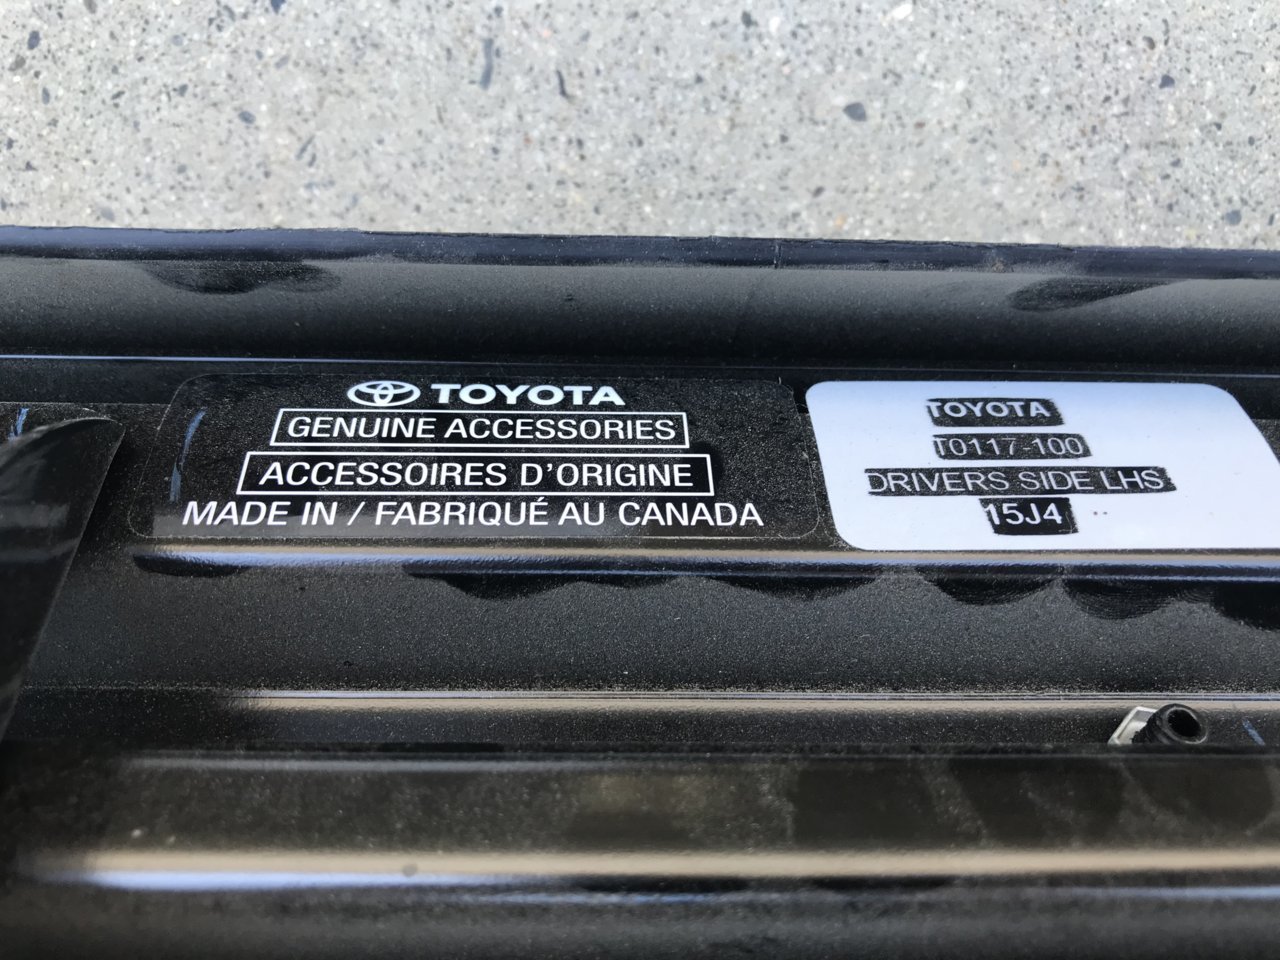 TOYOTA
GENUINE ACCESSORIES
ACCESSOIRES D'ORIGINE
MADE IN / FABRIQUÉ AU CANADA
TOYOTA
T0117-100
DRIVERS SIDE LHS
15J4